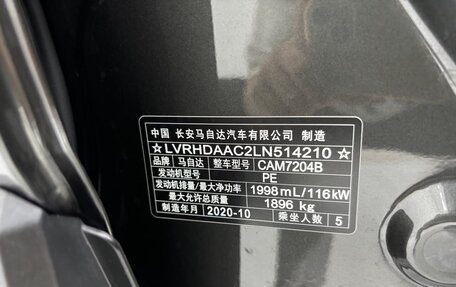 中国 长安马自达汽车有限公司 制造
☆LVRHDAAC2LN514210☆
品牌 马自达 整车型号 CAM7204B
发动机型号 PE
发动机排量/最大净功率 1998mL/116kW
最大允许总质量 1896 kg
制造年月 2020-10 乘坐人数 5